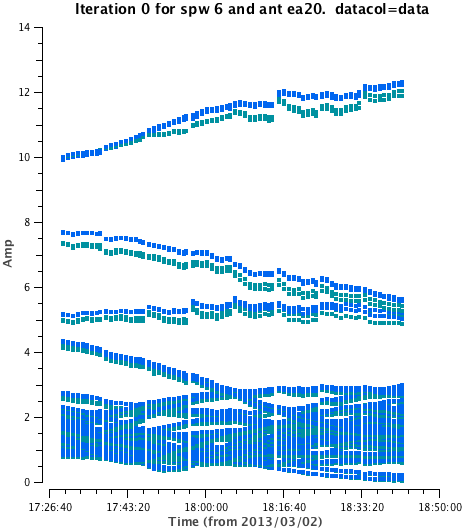 Iteration 0 for spw 6 and ant ea20.  datacol=data
14
12
10
8
6
4
2
0
Amp
17:26:40 17:43:20 18:00:00 18:16:40 18:33:20 18:50:00
Time (from 2013/03/02)